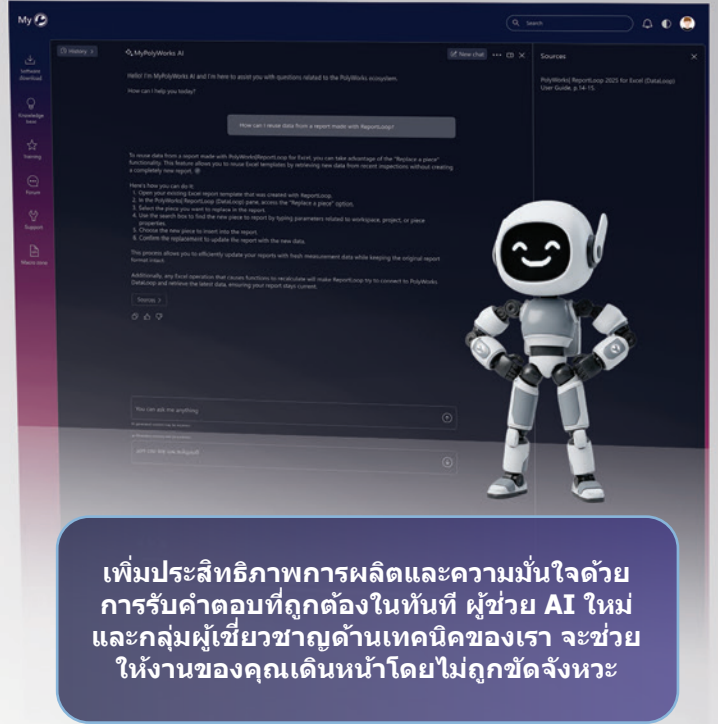 My
Search
History >
MyPolyWorks AI
New chat
Sources
Software
download
Hello! I'm MyPolyWorks AI and I'm here to assist you with questions related to the PolyWorks ecosystem.
PolyWorks|ReportLoop 2025 for Excel (DataLoop)
User Guide, p.14-15.
How can I help you today?
Knowledge
base
How can I reuse data from a report made with ReportLoop?
Training
To reuse data from a report made with PolyWorks|ReportLoop for Excel, you can take advantage of the "Replace a piece"
functionality. This feature allows you to reuse Excel templates by retrieving new data from recent inspections without creating
a completely new report.
Forum
Here's how you can do it:
1. Open your existing Excel report template that was created with ReportLoop.
2. In the PolyWorks|ReportLoop (DataLoop) pane, access the "Replace a piece" option.
3. Select the piece you want to replace in the report.
4. Use the search box to find the new piece to report by typing parameters related to workspace, project, or piece
properties.
5. Choose the new piece to insert into the report.
6. Confirm the replacement to update the report with the new data.
Support
Macro zone
This process allows you to efficiently update your reports with fresh measurement data while keeping the original report
format intact.
Additionally, any Excel operation that causes functions to recalculate will make ReportLoop try to connect to PolyWorks
DataLoop and retrieve the latest data, ensuring your report stays current.
Sources >
You can ask me anything
เพิ่มประสิทธิภาพการผลิตและความมั่นใจด้วย
การรับคำตอบที่ถูกต้องในทันที ผู้ช่วย AI ใหม่
และกลุ่มผู้เชี่ยวชาญด้านเทคนิคของเรา จะช่วย
ให้งานของคุณเดินหน้าโดยไม่ถูกขัดจังหวะ